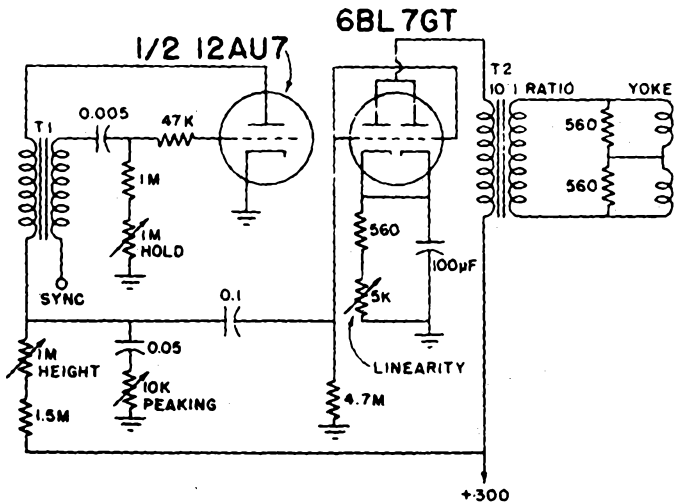 6BL7GT
1/2 12AU7
T2
10:1 RATIO
YOKE
0.005
47K
T1
560
560
1M
1M
HOLD
560
100µF
SYNC
5K
0.1
1M
HEIGHT
0.05
LINEARITY
10K
PEAKING
1.5M
4.7M
+300